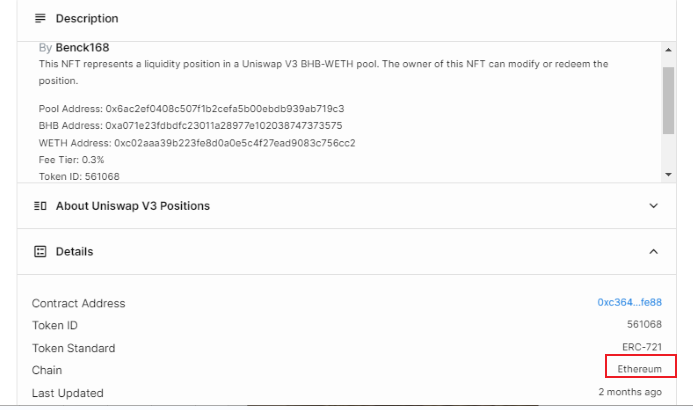 Description
By Benck168
This NFT represents a liquidity position in a Uniswap V3 BHB-WETH pool. The owner of this NFT can modify or redeem the
position.
Pool Address: 0x6ac2ef0408c507f1b2cefa5b00ebdb939ab719c3
BHB Address: 0xa071e23fdbdfc23011a28977e102038747373575
WETH Address: 0xc02aaa39b223fe8d0a0e5c4f27ead9083c756cc2
Fee Tier: 0.3%
Token ID: 561068
About Uniswap V3 Positions
Details
Contract Address 0xc364...fe88
Token ID 561068
Token Standard ERC-721
Chain Ethereum
Last Updated 2 months ago